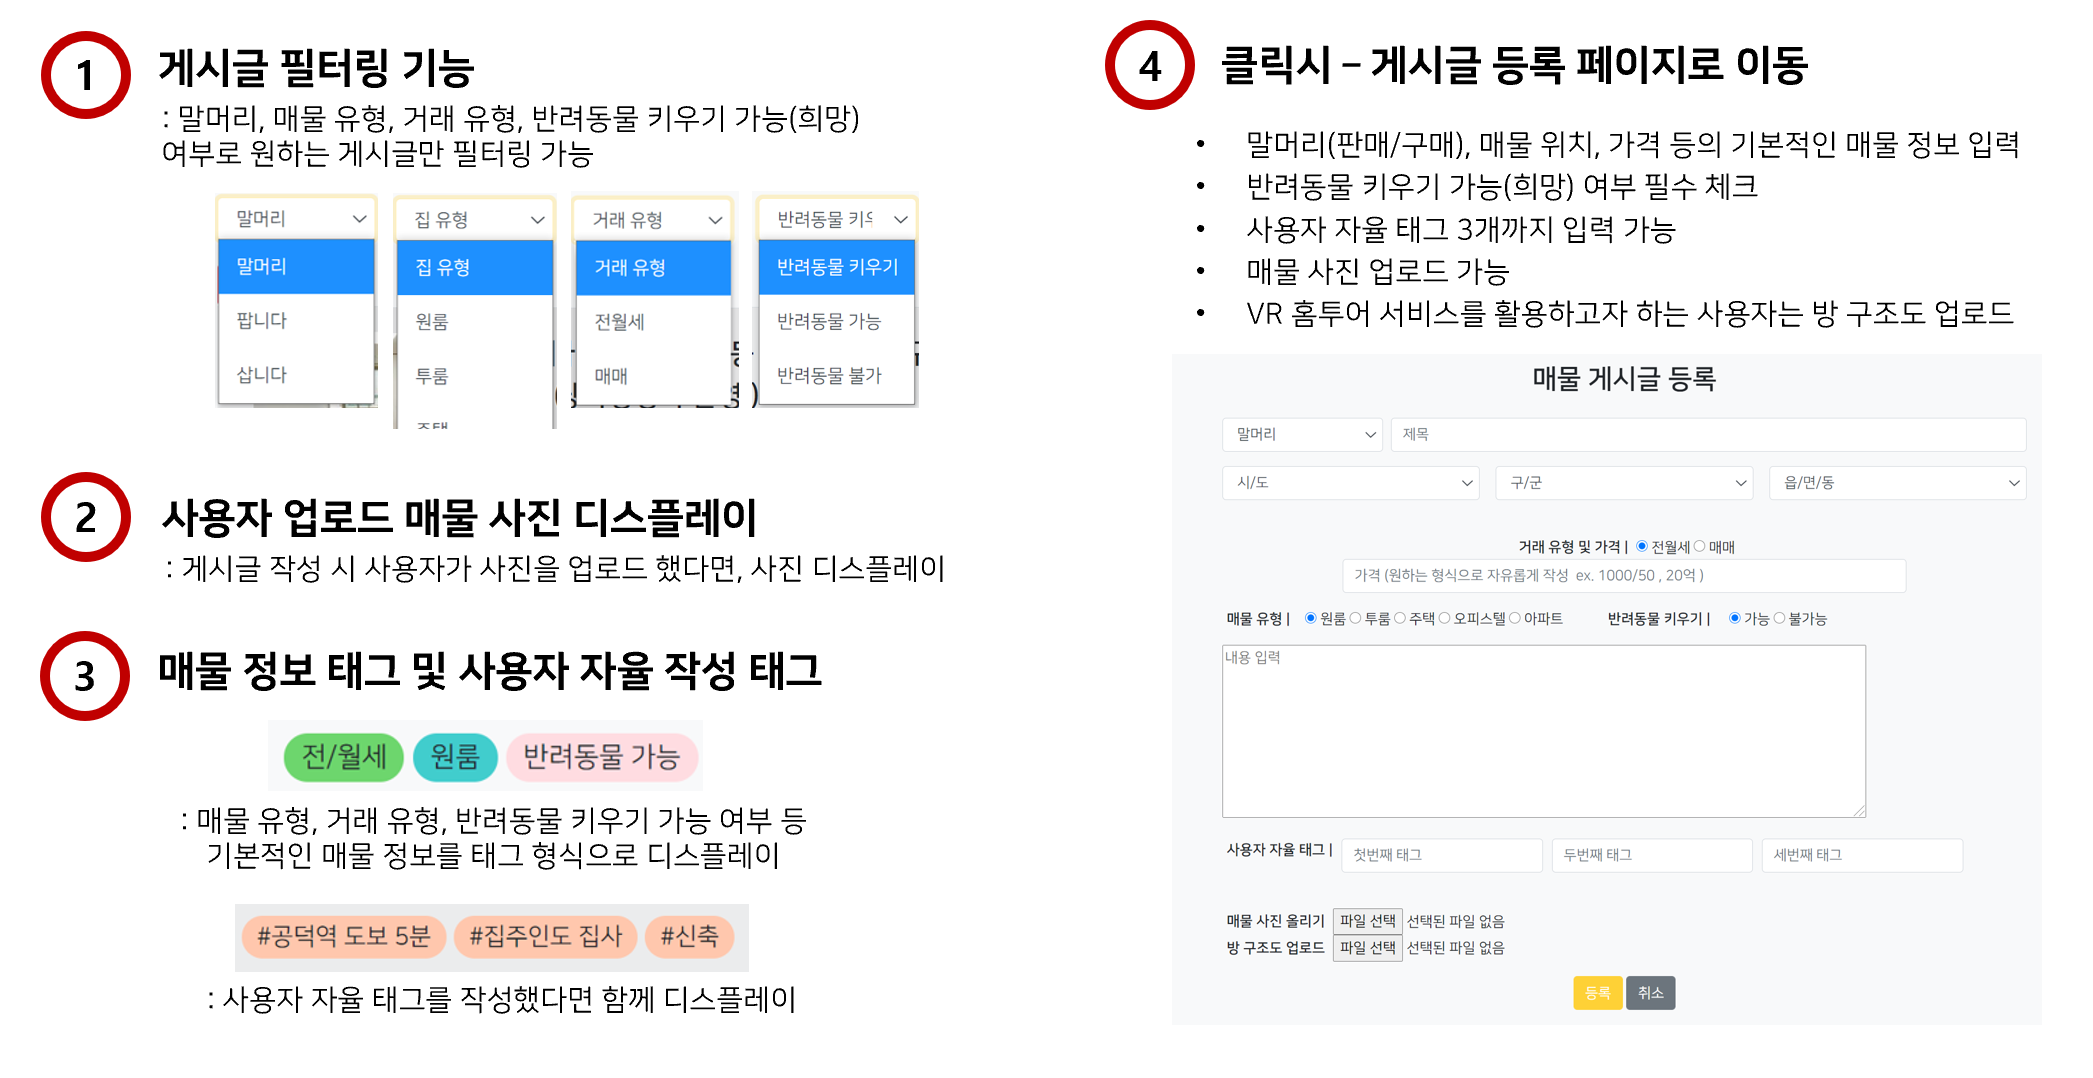 1
게시글 필터링 기능
: 말머리, 매물 유형, 거래 유형, 반려동물 키우기 가능(희망)
여부로 원하는 게시글만 필터링 가능
말머리
말머리
팝니다
삽니다
집 유형
집 유형
원룸
투룸
주택
거래 유형
거래 유형
전월세
매매
반려동물 키우
반려동물 키우기
반려동물 가능
반려동물 불가
2
사용자 업로드 매물 사진 디스플레이
: 게시글 작성 시 사용자가 사진을 업로드 했다면, 사진 디스플레이
3
매물 정보 태그 및 사용자 자율 작성 태그
전/월세 원룸 반려동물 가능
: 매물 유형, 거래 유형, 반려동물 키우기 가능 여부 등
기본적인 매물 정보를 태그 형식으로 디스플레이
#공덕역 도보 5분 #집주인도 집사 #신축
: 사용자 자율 태그를 작성했다면 함께 디스플레이
4
클릭시 – 게시글 등록 페이지로 이동
• 말머리(판매/구매), 매물 위치, 가격 등의 기본적인 매물 정보 입력
• 반려동물 키우기 가능(희망) 여부 필수 체크
• 사용자 자율 태그 3개까지 입력 가능
• 매물 사진 업로드 가능
• VR 홈투어 서비스를 활용하고자 하는 사용자는 방 구조도 업로드
매물 게시글 등록
말머리 제목
시/도 구/군 읍/면/동
거래 유형 및 가격 | 전월세 매매
가격 (원하는 형식으로 자유롭게 작성 ex. 1000/50 , 20억 )
매물 유형 | 원룸 투룸 주택 오피스텔 아파트 반려동물 키우기 | 가능 불가능
내용 입력
사용자 자율 태그 | 첫번째 태그 두번째 태그 세번째 태그
매물 사진 올리기 파일 선택 선택된 파일 없음
방 구조도 업로드 파일 선택 선택된 파일 없음
등록 취소